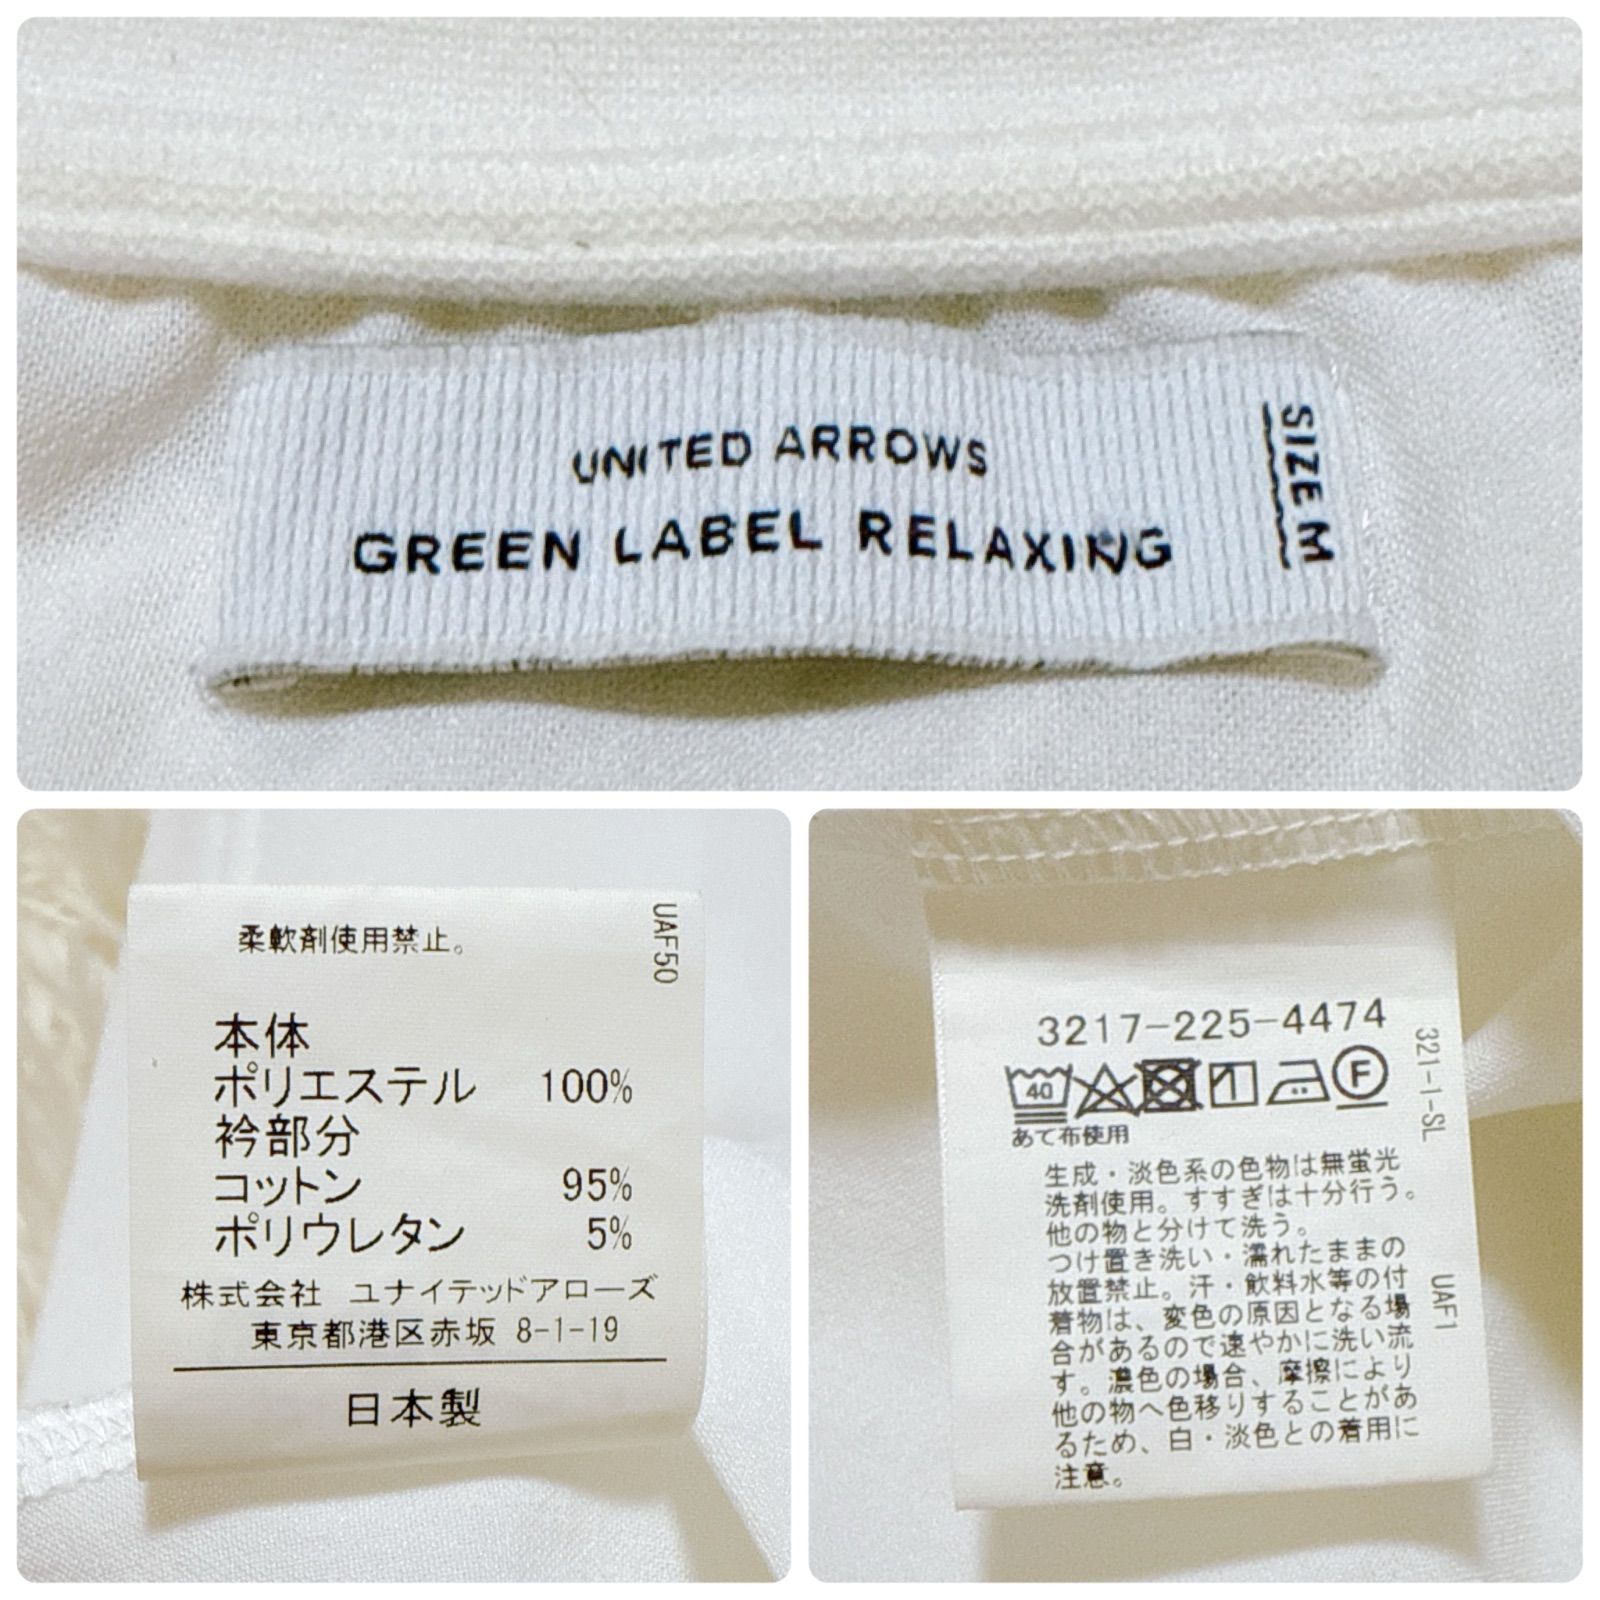 UNITED ARROWS
GREEN LABEL RELAXING
SIZE M
柔軟剤使用禁止。
UAF50
本体
ポリエステル 100%
衿部分
コットン 95%
ポリウレタン 5%
株式会社 ユナイテッドアローズ
東京都港区赤坂 8-1-19
日本製
3217-225-4474
40 F
あて布使用
生成・淡色系の色物は無蛍光
洗剤使用。すすぎは十分行う。
他の物と分けて洗う。
つけ置き洗い・濡れたままの
放置禁止。汗・飲料水等の付
着物は、変色の原因となる場
合があるので速やかに洗い流
す。濃色の場合、摩擦により
他の物へ色移りすることがあ
るため、白・淡色との着用に
注意。
321-1-SL
UAF1